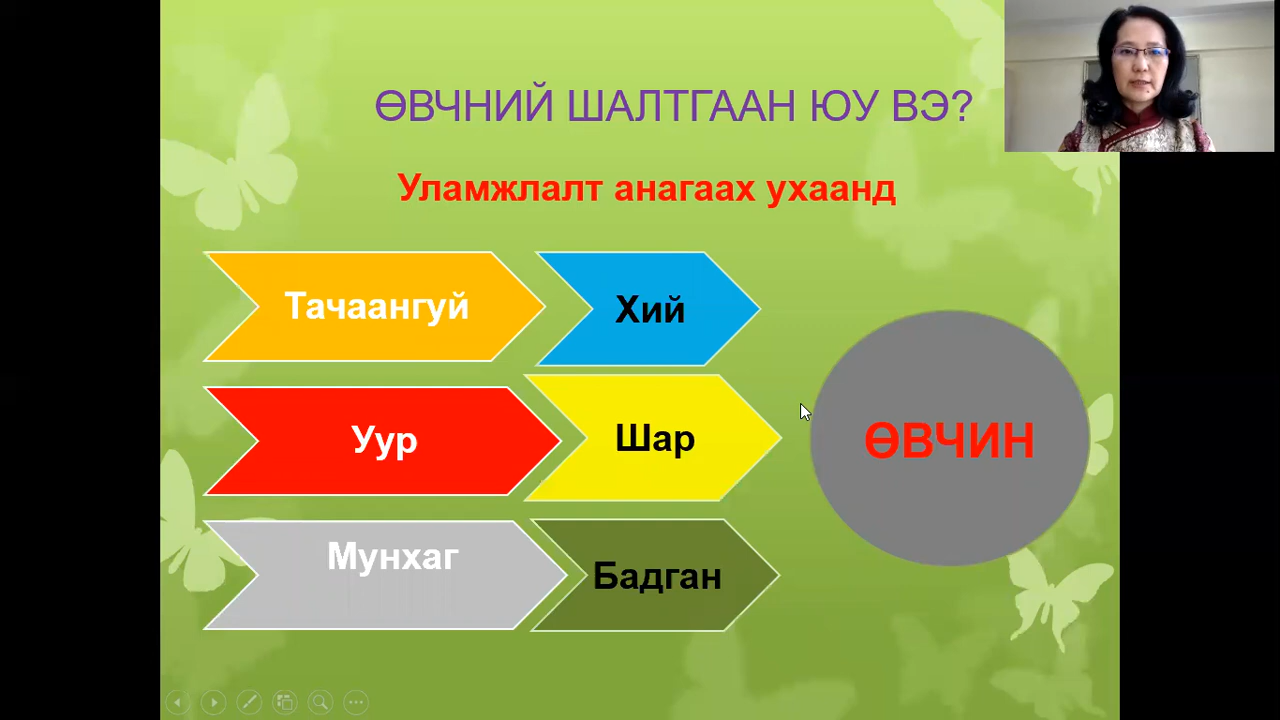 ӨВЧНИЙ ШАЛТГААН ЮУ ВЭ?
Уламжлалт анагаах ухаанд
Тачаангуй
Хий
Уур
Шар
ӨВЧИН
Мунхаг
Бадган